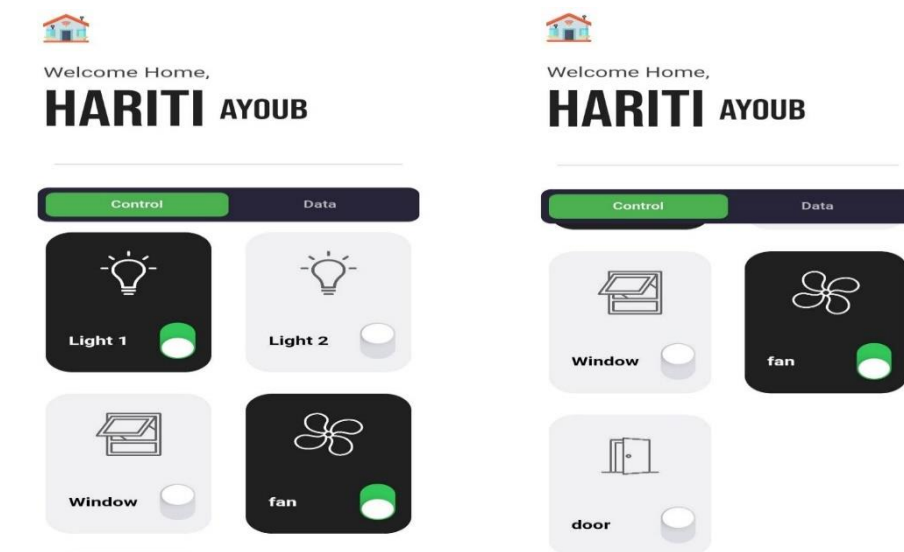 Welcome Home,
HARITI AYOUB
Control Data
Light 1 Light 2
Window fan
Welcome Home,
HARITI AYOUB
Control Data
Window fan
door